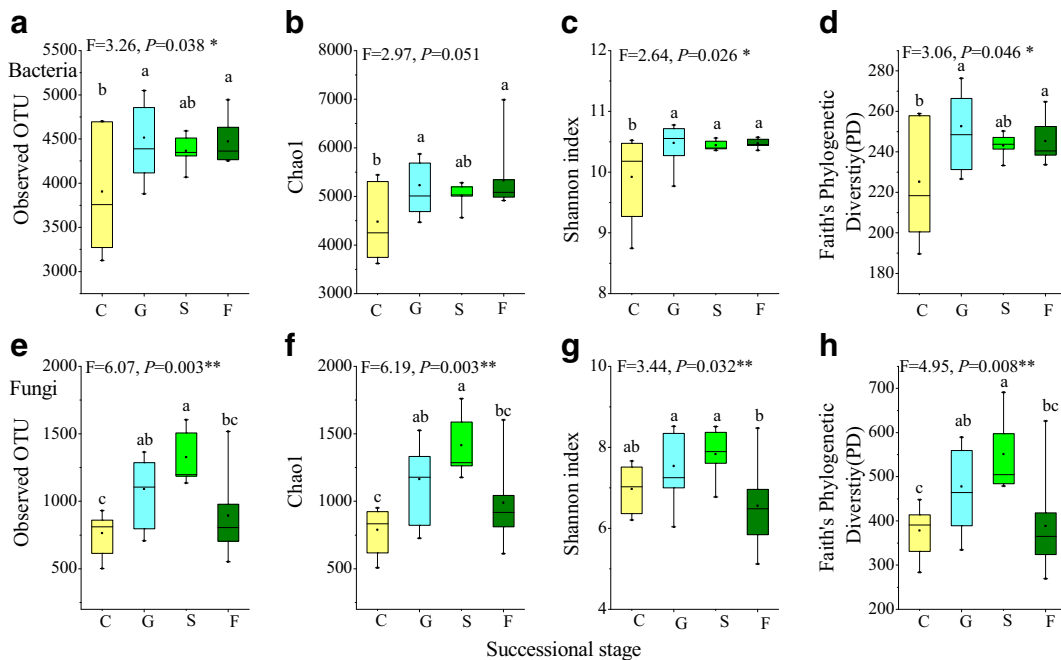 a
F=3.26, P=0.038 *
Bacteria
Observed OTU
5500
5000
4500
4000
3500
3000
b
a
ab
a
C G S F
b
F=2.97, P=0.051
Chao1
8000
7000
6000
5000
4000
3000
b
a
ab
a
C G S F
c
F=2.64, P=0.026 *
Shannon index
12
11
10
9
8
b
a
ab
a
C G S F
d
F=3.06, P=0.046 *
Faith's Phylogenetic
Diverstiy(PD)
280
260
240
220
200
180
b
a
ab
a
C G S F
e
F=6.07, P=0.003**
Fungi
Observed OTU
2000
1500
1000
500
c
ab
a
bc
C G S F
f
F=6.19, P=0.003**
Chao1
2000
1500
1000
500
c
ab
a
bc
C G S F
g
F=3.44, P=0.032**
Shannon index
10
8
6
4
ab
a
a
b
C G S F
h
F=4.95, P=0.008**
Faith's Phylogenetic
Diverstiy(PD)
700
600
500
400
300
200
c
ab
a
bc
C G S F
Successional stage